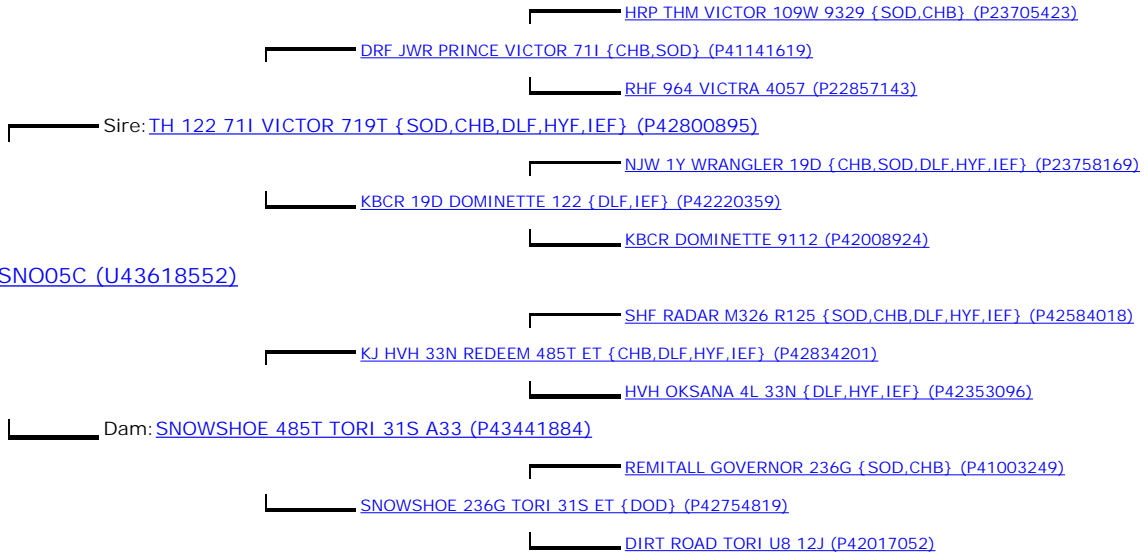 HRP THM VICTOR 109W 9329 {SOD,CHB} (P23705423)
DRF JWR PRINCE VICTOR 71I {CHB,SOD} (P41141619)
RHF 964 VICTRA 4057 (P22857143)
Sire: TH 122 71I VICTOR 719T {SOD,CHB,DLF,HYF,IEF} (P42800895)
NJW 1Y WRANGLER 19D {CHB,SOD,DLF,HYF,IEF} (P23758169)
KBCR 19D DOMINETTE 122 {DLF,IEF} (P42220359)
KBCR DOMINETTE 9112 (P42008924)
SNO05C (U43618552)
SHF RADAR M326 R125 {SOD,CHB,DLF,HYF,IEF} (P42584018)
KJ HVH 33N REDEEM 485T ET {CHB,DLF,HYF,IEF} (P42834201)
HVH OKSANA 4L 33N {DLF,HYF,IEF} (P42353096)
Dam: SNOWSHOE 485T TORI 31S A33 (P43441884)
REMITALL GOVERNOR 236G {SOD,CHB} (P41003249)
SNOWSHOE 236G TORI 31S ET {DOD} (P42754819)
DIRT ROAD TORI U8 12J (P42017052)